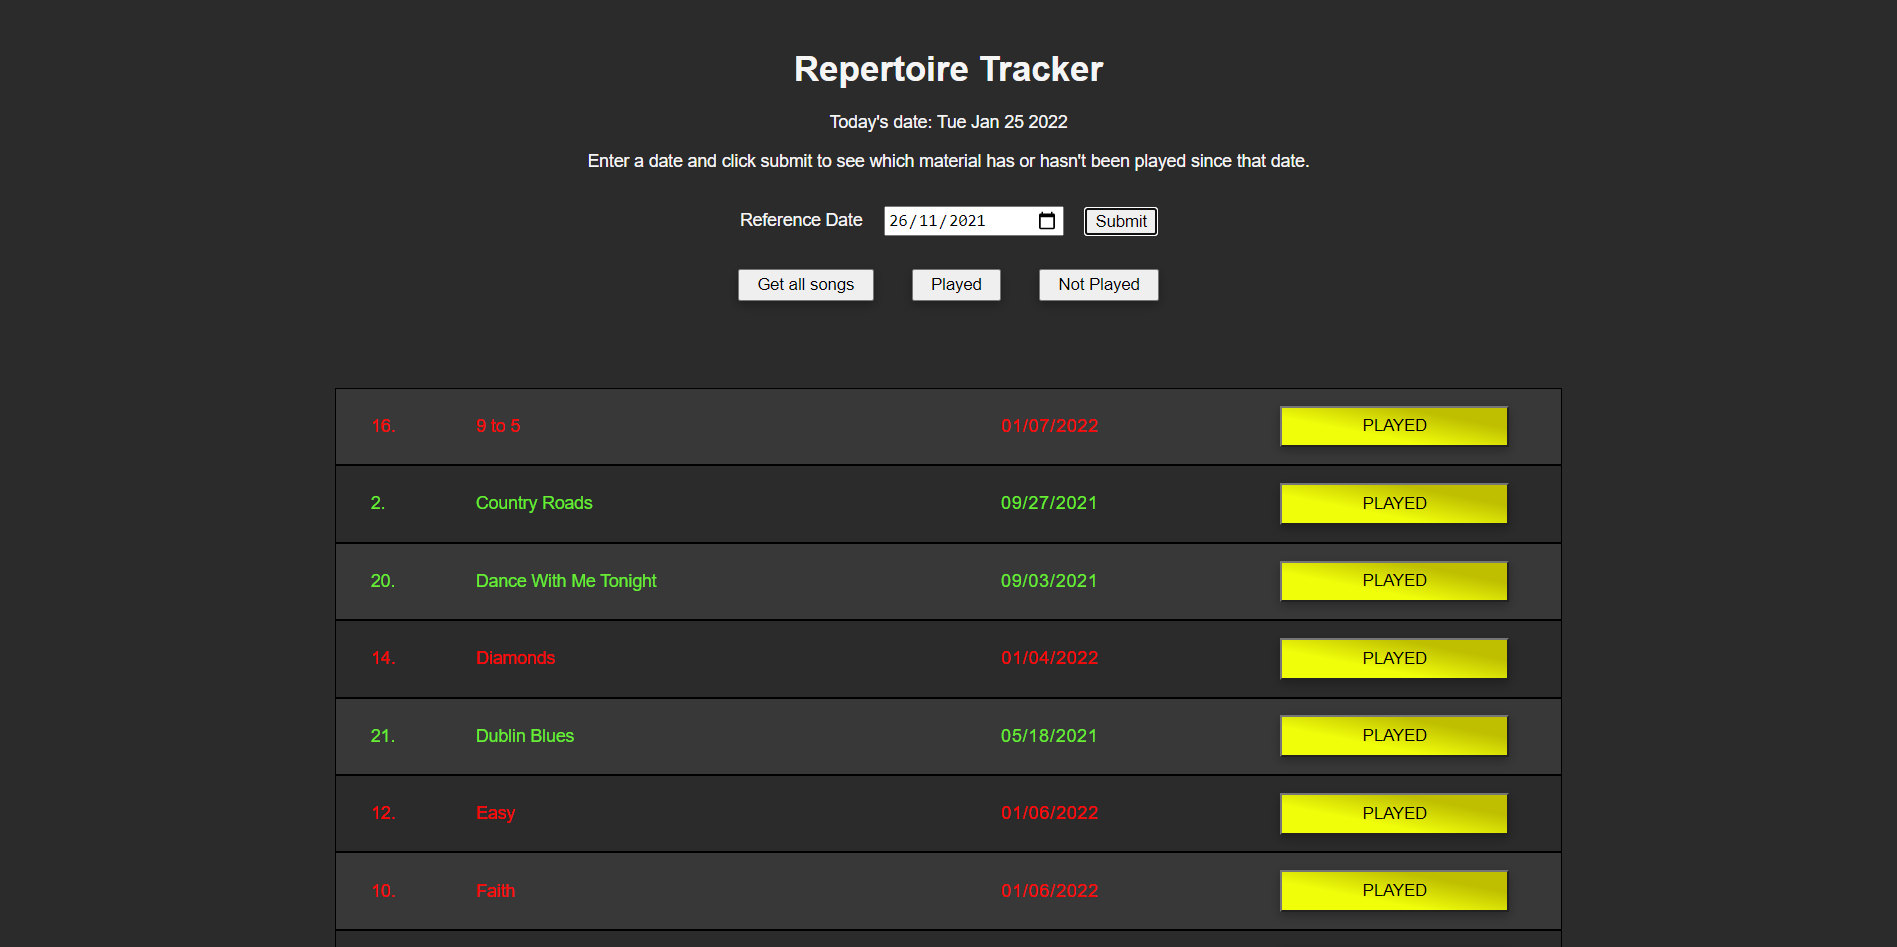 Repertoire Tracker
Today's date: Tue Jan 25 2022
Enter a date and click submit to see which material has or hasn't been played since that date.
Reference Date 26/11/2021 Submit
Get all songs Played Not Played
16. 9 to 5 01/07/2022 PLAYED
2. Country Roads 09/27/2021 PLAYED
20. Dance With Me Tonight 09/03/2021 PLAYED
14. Diamonds 01/04/2022 PLAYED
21. Dublin Blues 05/18/2021 PLAYED
12. Easy 01/06/2022 PLAYED
10. Faith 01/06/2022 PLAYED